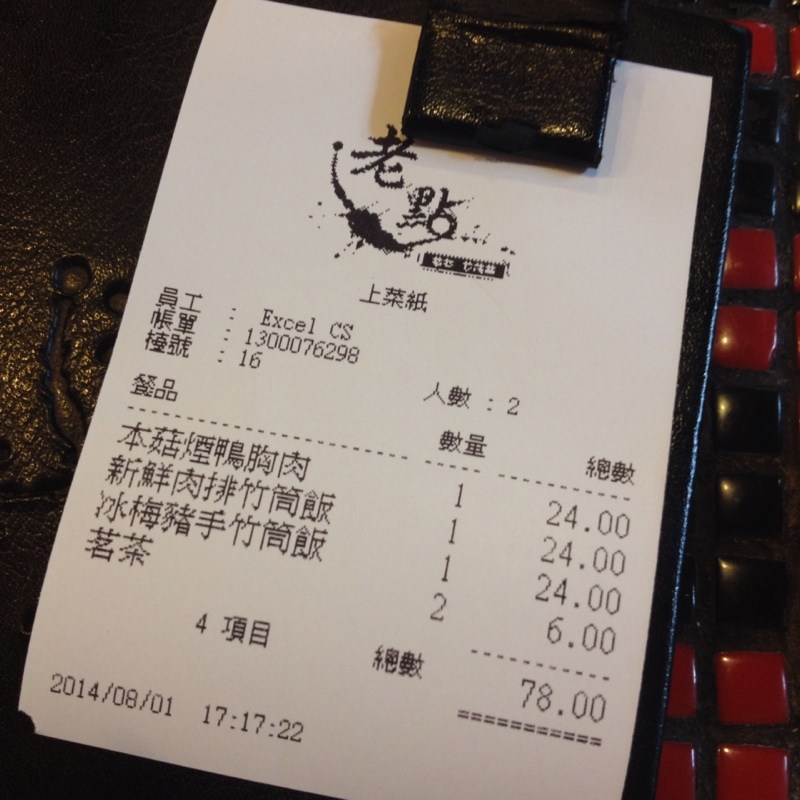 老
點
上菜紙
員工 : Excel CS
帳單 : 1300076298
檯號 : 16
人數 : 2
餐品 數量 總數
本菇煙鴨胸肉 1 24.00
新鮮肉排竹筒飯 1 24.00
冰梅豬手竹筒飯 1 24.00
茗茶 2 6.00
4 項目
總數 78.00
2014/08/01 17:17:22